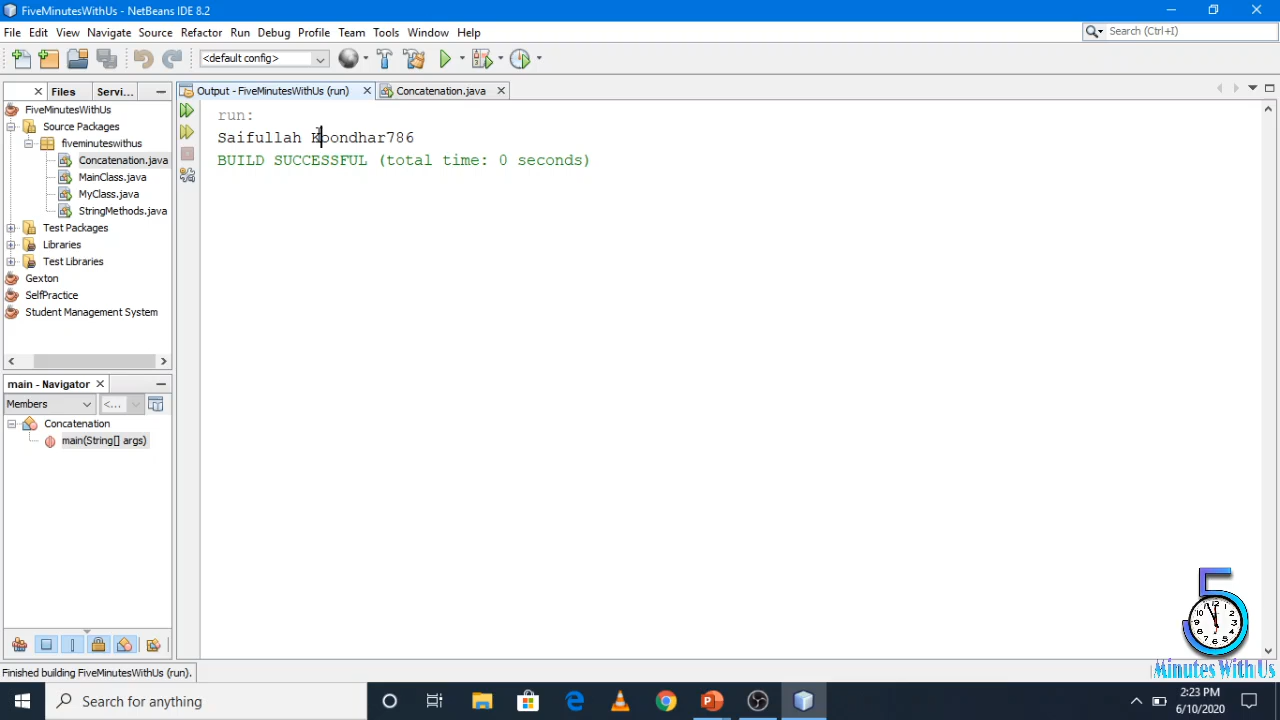 FiveMinutesWithUs - NetBeans IDE 8.2
File Edit View Navigate Source Refactor Run Debug Profile Team Tools Window Help
Search (Ctrl+I)
<default config>
Files Servi...
Output - FiveMinutesWithUs (run) Concatenation.java
FiveMinutesWithUs
Source Packages
fiveminuteswithus
Concatenation.java
MainClass.java
MyClass.java
StringMethods.java
Test Packages
Libraries
Test Libraries
Gexton
SelfPractice
Student Management System
run:
Saifullah Koondhar786
BUILD SUCCESSFUL (total time: 0 seconds)
main - Navigator
Members <...
Concatenation
main(String[] args)
5
Minutes With Us
Finished building FiveMinutesWithUs (run).
Search for anything
2:23 PM
6/10/2020